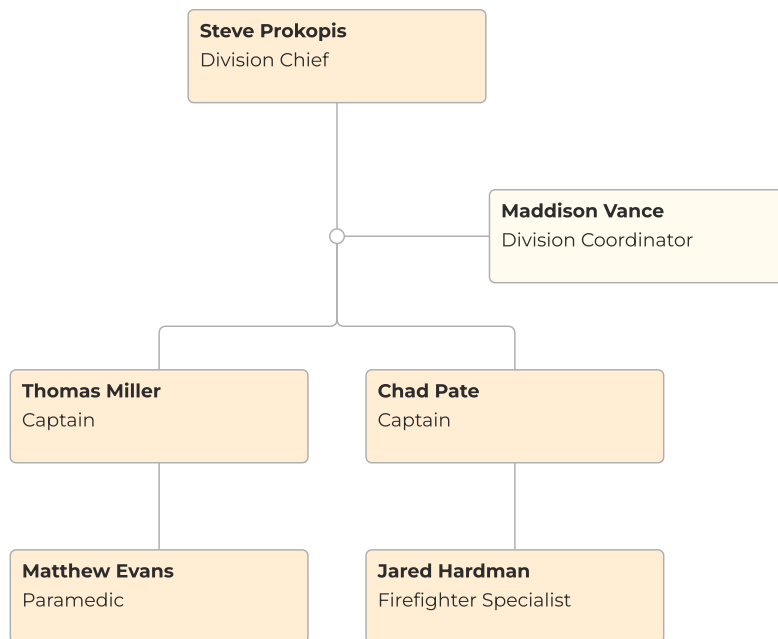 Steve Prokopis
Division Chief
Maddison Vance
Division Coordinator
Thomas Miller
Captain
Chad Pate
Captain
Matthew Evans
Paramedic
Jared Hardman
Firefighter Specialist